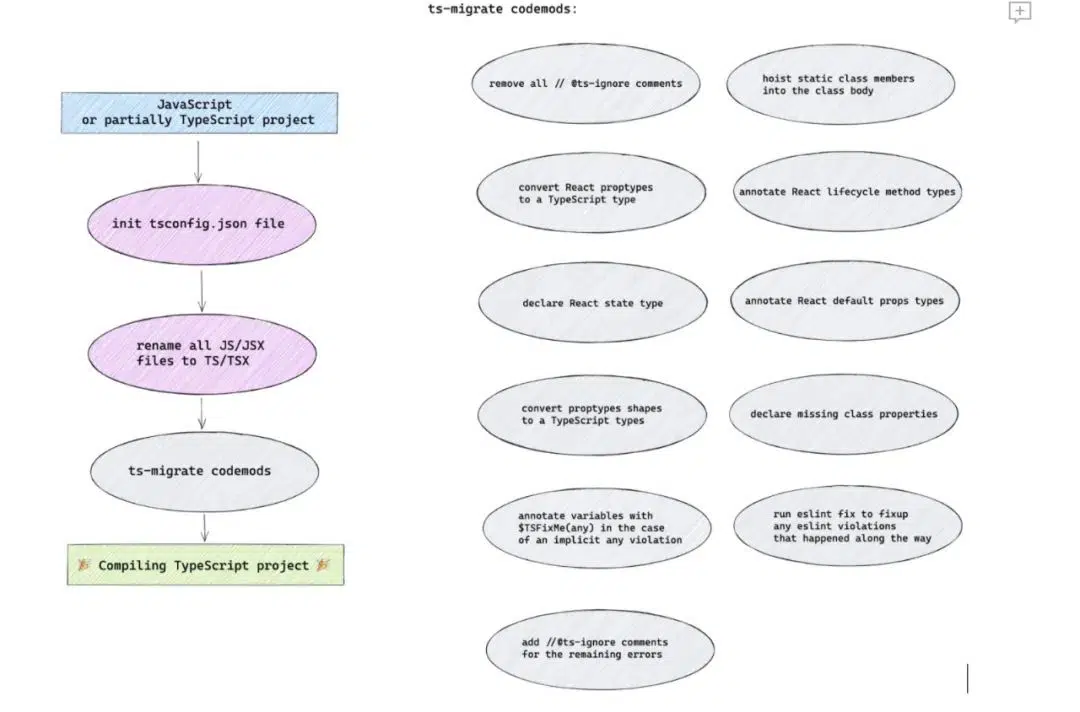 ts-migrate codemods:
JavaScript
or partially TypeScript project
init tsconfig.json file
rename all JS/JSX
files to TS/TSX
ts-migrate codemods
Compiling TypeScript project
remove all // @ts-ignore comments
hoist static class members
into the class body
convert React proptypes
to a TypeScript type
annotate React lifecycle method types
declare React state type
annotate React default props types
convert proptypes shapes
to a TypeScript types
declare missing class properties
annotate variables with
$TSFixMe(any) in the case
of an implicit any violation
run eslint fix to fixup
any eslint violations
that happened along the way
add //@ts-ignore comments
for the remaining errors